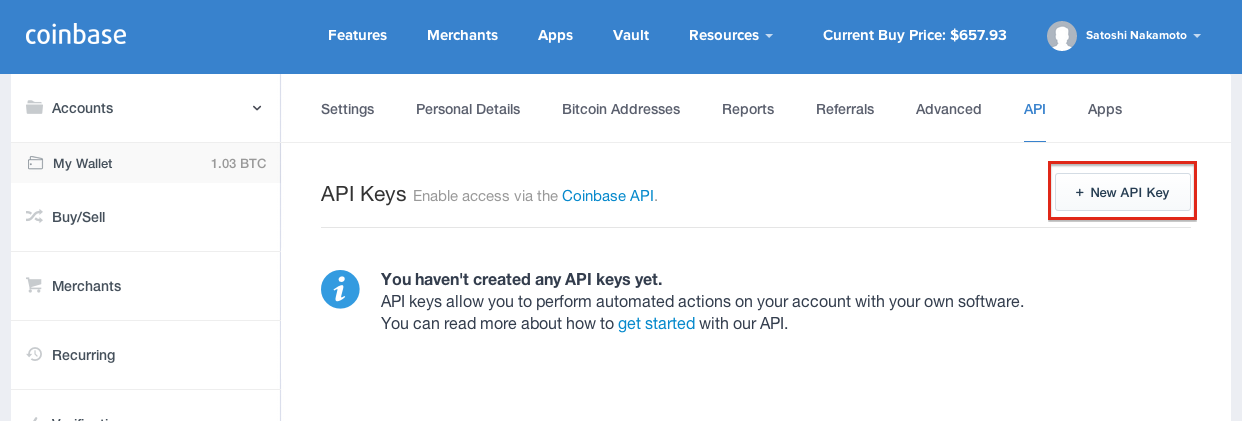 coinbase
Features Merchants Apps Vault Resources Current Buy Price: $657.93 Satoshi Nakamoto
Accounts
My Wallet 1.03 BTC
Buy/Sell
Merchants
Recurring
Settings Personal Details Bitcoin Addresses Reports Referrals Advanced API Apps
API Keys Enable access via the Coinbase API.
+ New API Key
You haven't created any API keys yet.
API keys allow you to perform automated actions on your account with your own software.
You can read more about how to get started with our API.